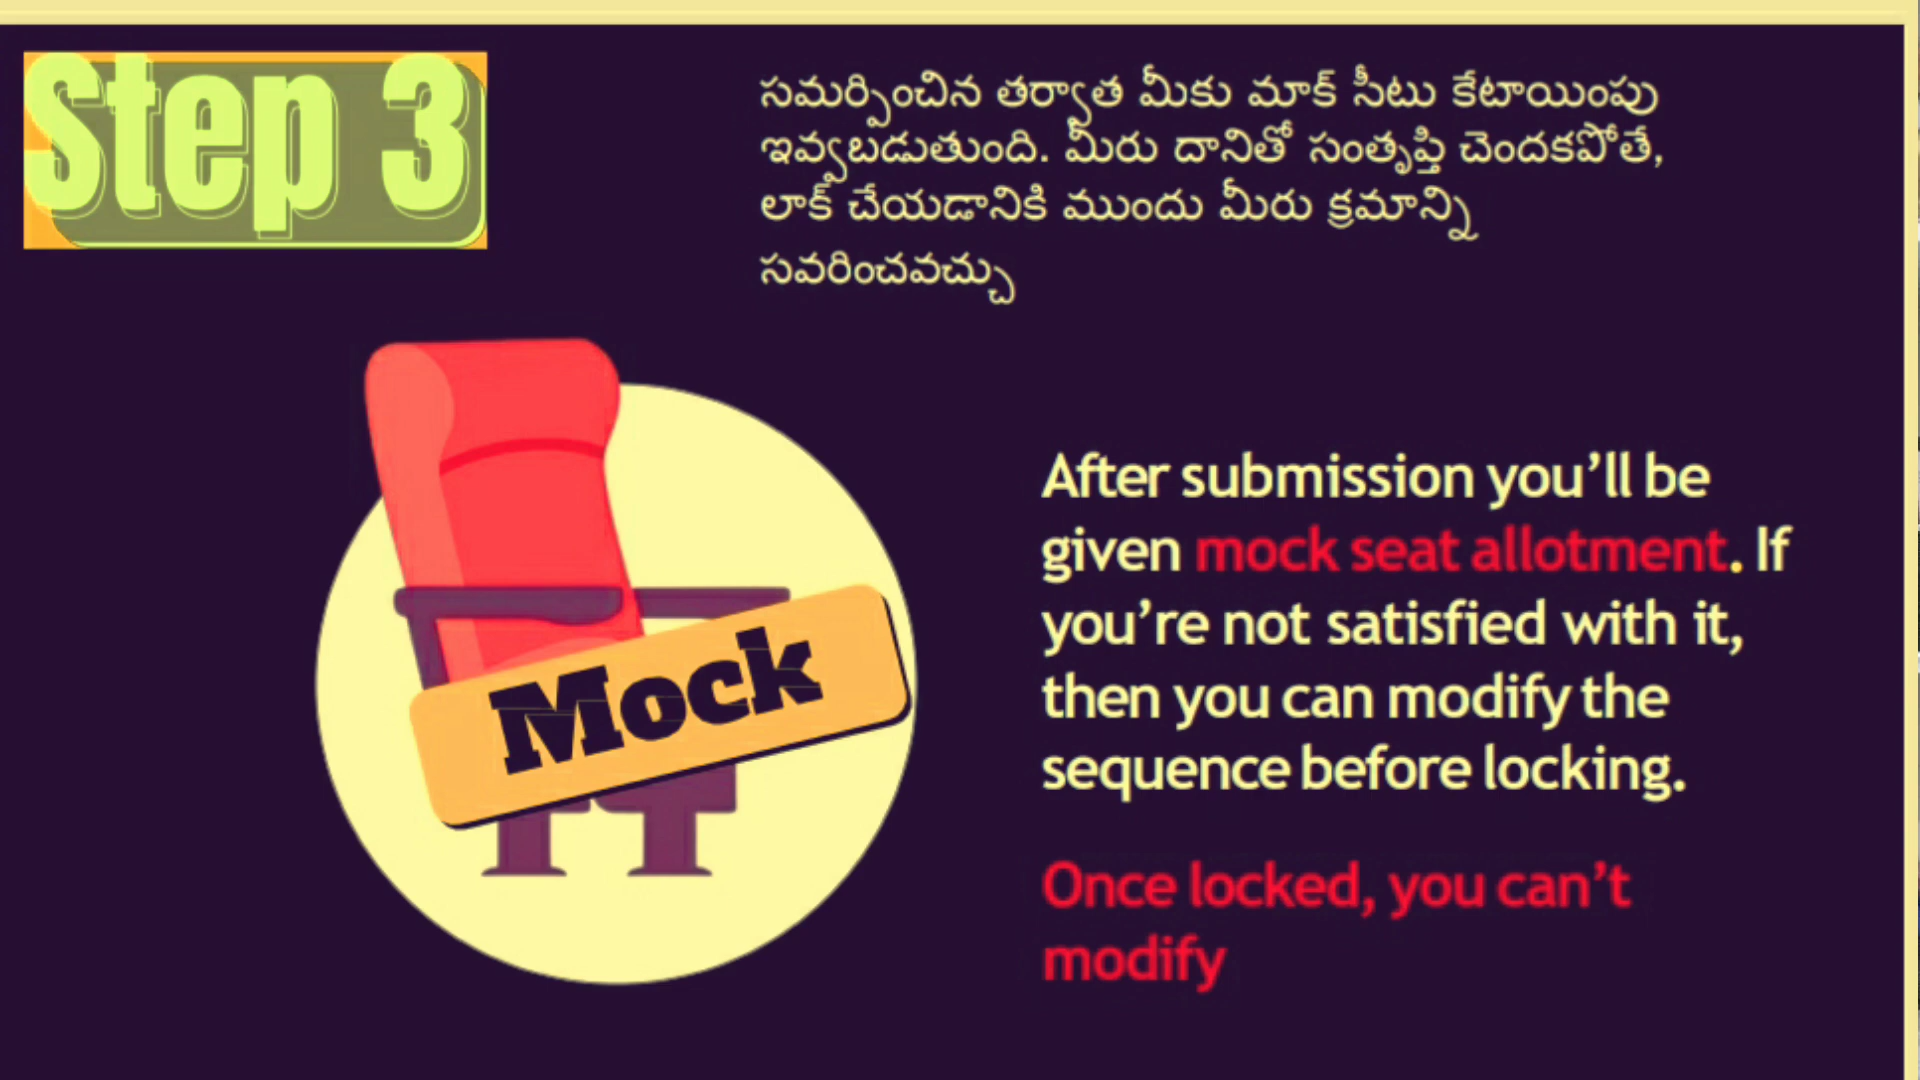 Step 3
సమర్పించిన తర్వాత మీకు మాక్ సీటు కేటాయింపు
ఇవ్వబడుతుంది. మీరు దానితో సంతృప్తి చెందకపోతే,
లాక్ చేయడానికి ముందు మీరు క్రమాన్ని
సవరించవచ్చు
Mock
After submission you’ll be
given mock seat allotment. If
you’re not satisfied with it,
then you can modify the
sequence before locking.
Once locked, you can’t
modify